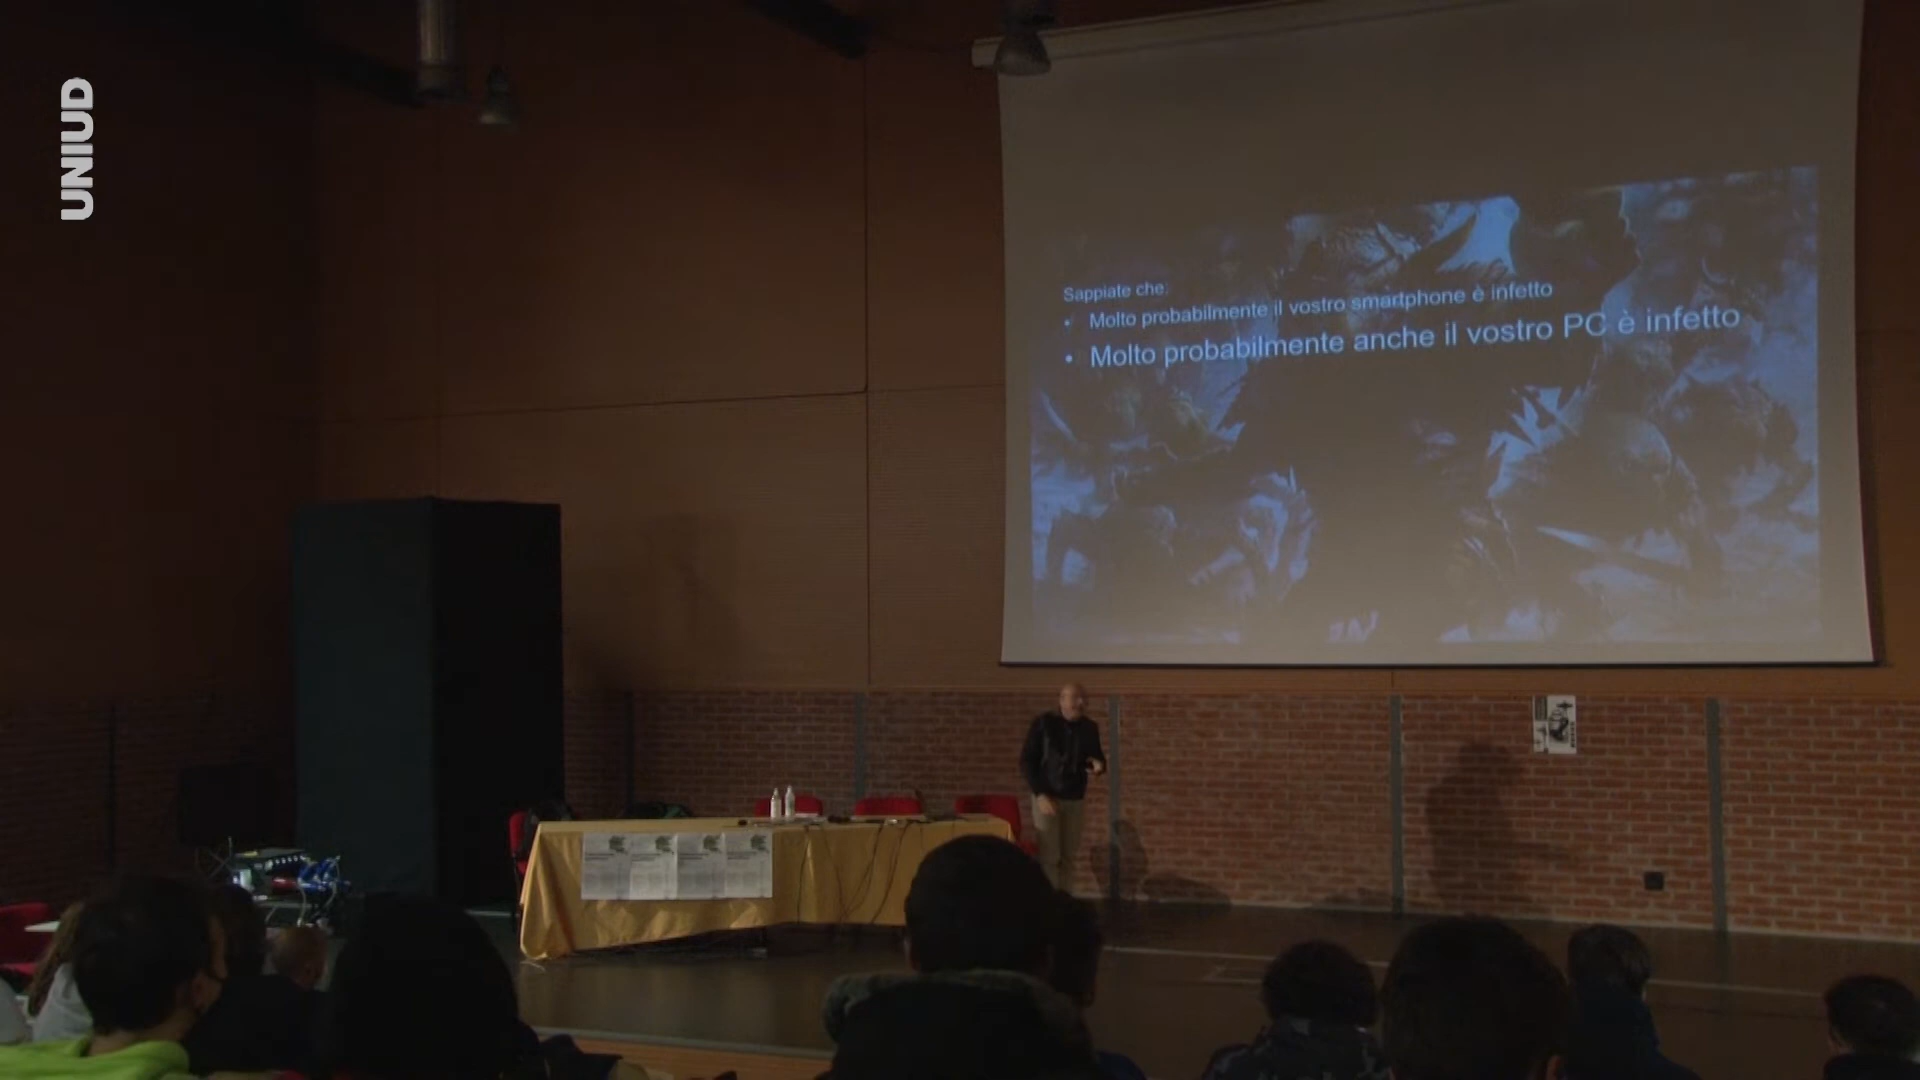 UNIUD
Sappiate che:
• Molto probabilmente il vostro smartphone è infetto
• Molto probabilmente anche il vostro PC è infetto